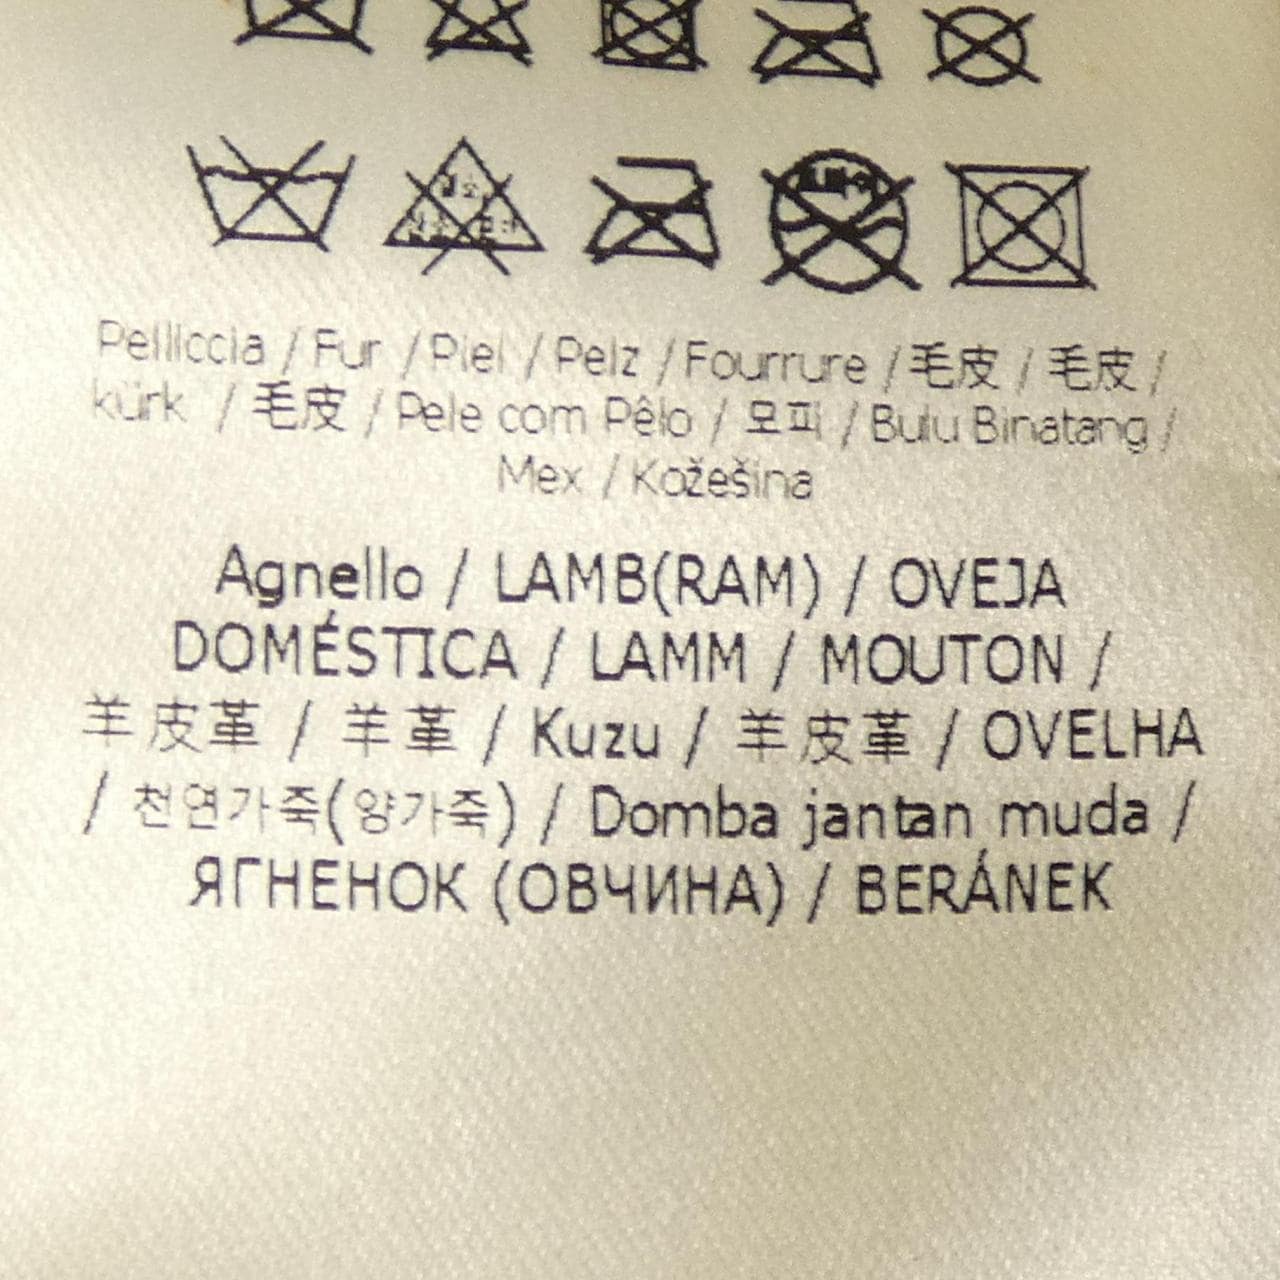 Pelliccia / Fur / Piel / Pelz / Fourrure / 毛皮 / 毛皮 /
kürk / 毛皮 / Pele com Pêlo / 모피 / Bulu Binatang /
Mex / Kožešina
Agnello / LAMB(RAM) / OVEJA
DOMÉSTICA / LAMM / MOUTON /
羊皮革 / 羊革 / Kuzu / 羊皮革 / OVELHA
/ 천연가죽(양가죽) / Domba jantan muda /
ЯГНЕНОК (ОВЧИНА) / BERÁNEK